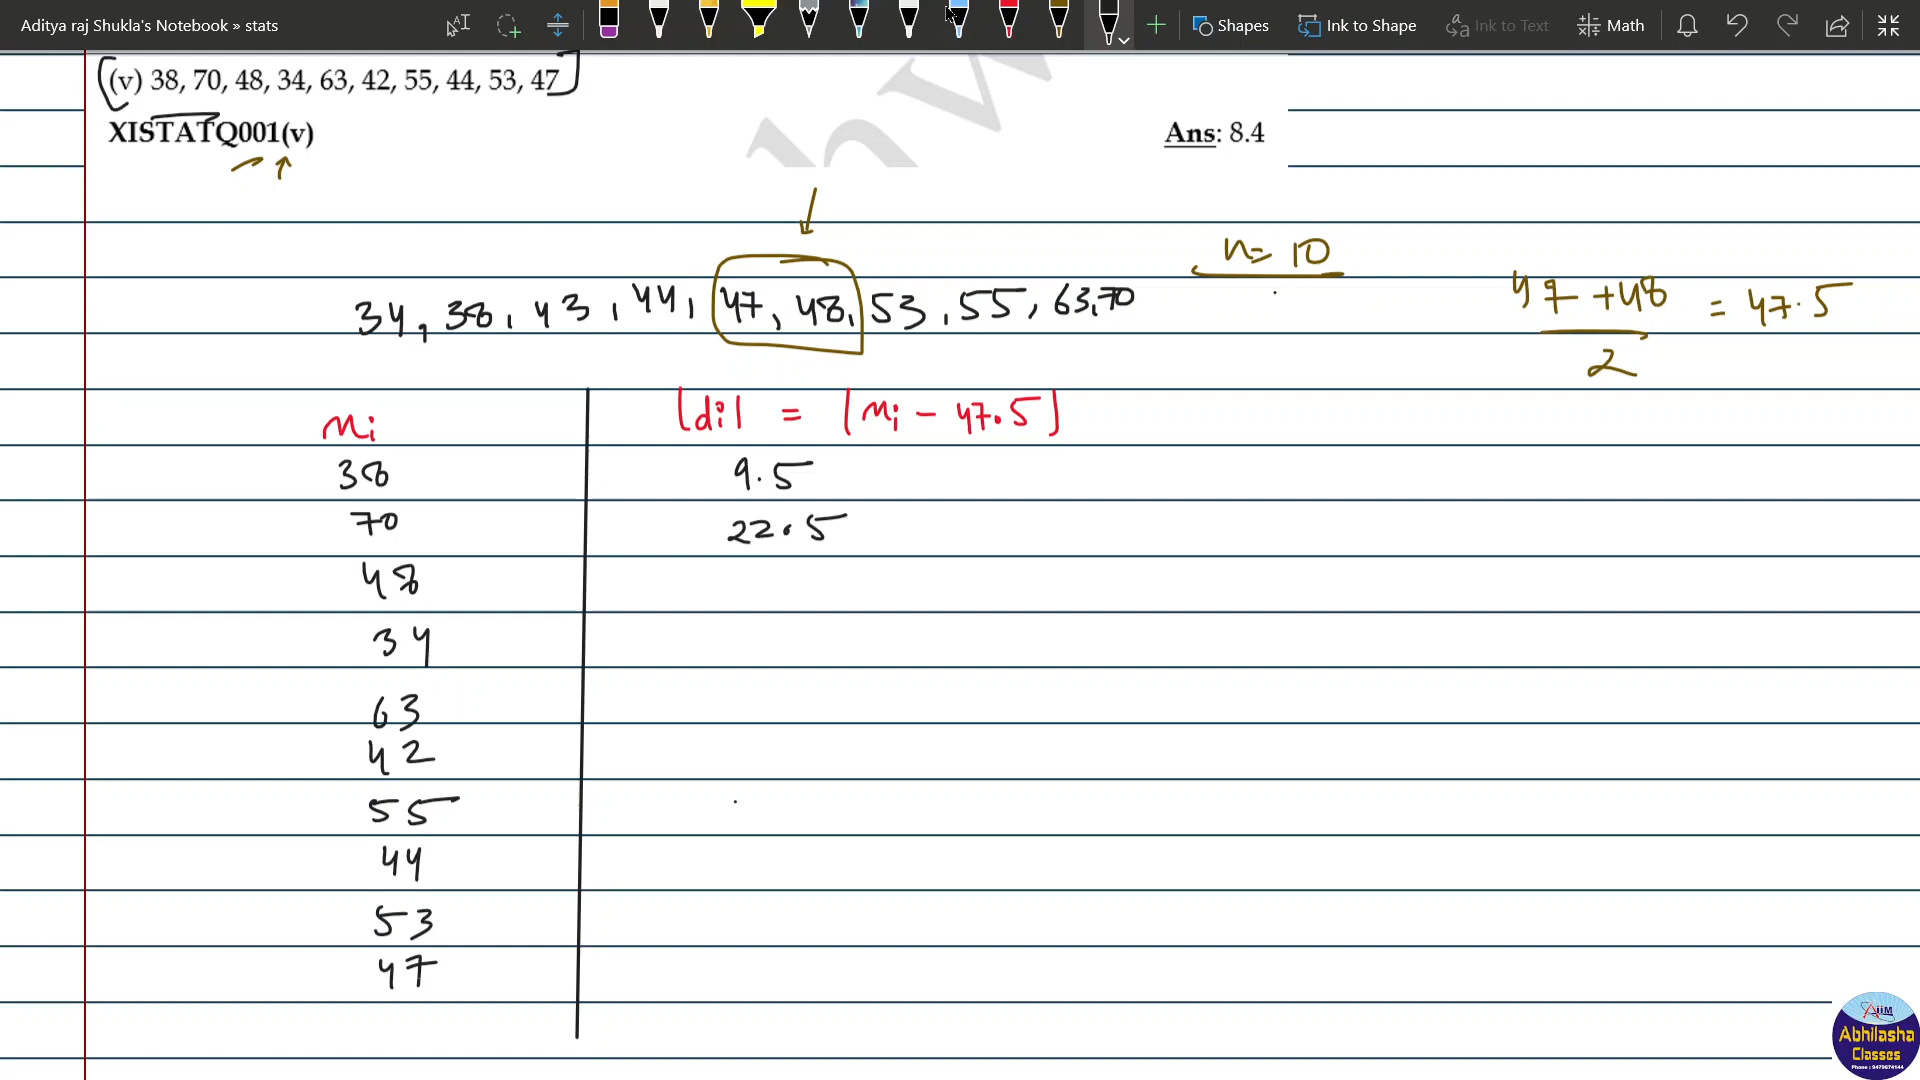 Aditya raj Shukla's Notebook » stats
Shapes
Ink to Shape
Ink to Text
Math
(v) 38, 70, 48, 34, 63, 42, 55, 44, 53, 47
XISTATQ001(v)
Ans: 8.4
n = 10
34, 38, 43, 44, 47, 48, 53, 55, 63, 70
47 + 48
= 47.5
2
xi
|di| = |xi - 47.5|
38
9.5
70
22.5
48
34
63
42
55
44
53
47
AiiM
Abhilasha
Classes
Phone : 9479874144